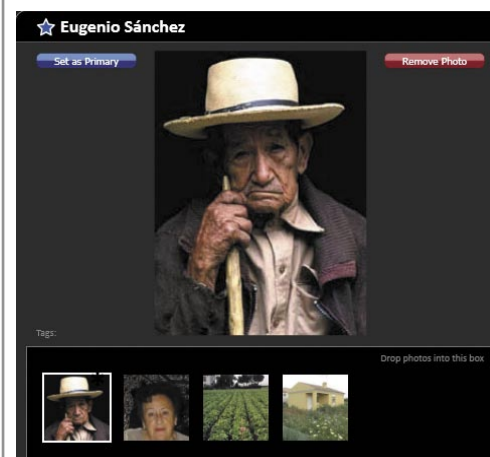 Eugenio Sánchez
Set as Primary
Remove Photo
Tags:
Drop photos into this box